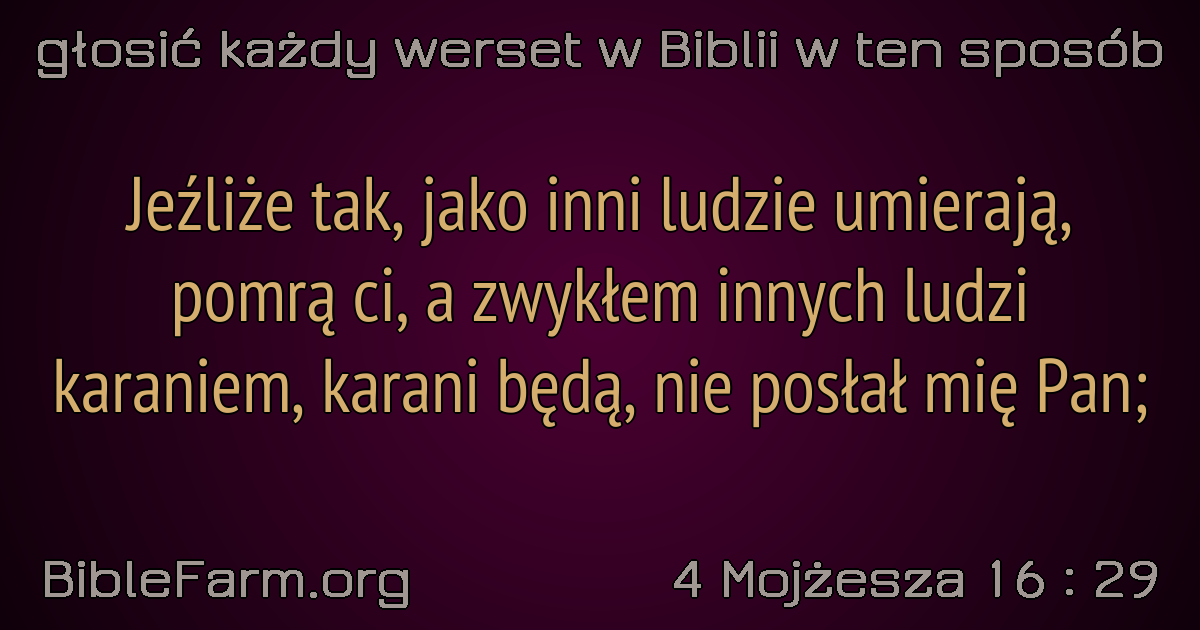 głosić każdy werset w Biblii w ten sposób
Jeźliże tak, jako inni ludzie umierają,
pomrą ci, a zwykłem innych ludzi
karaniem, karani będą, nie posłał mię Pan;
BibleFarm.org
4 Mojżesza 16 : 29